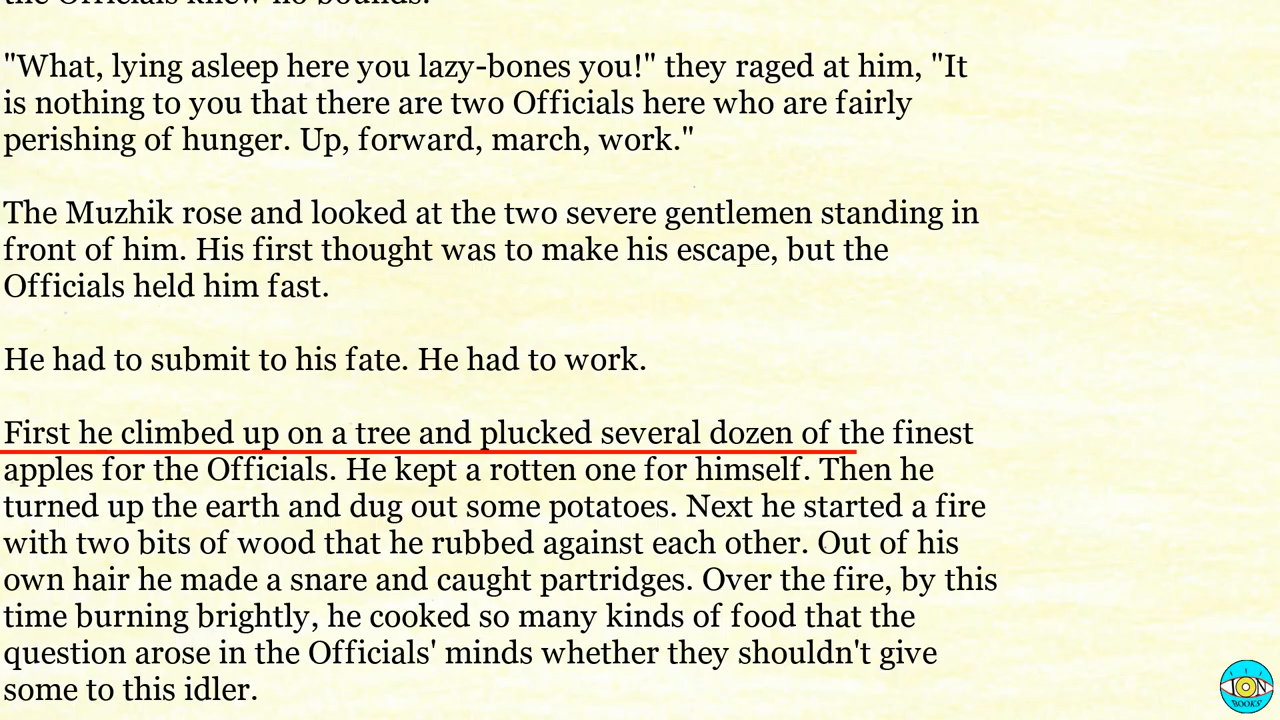 the Officials knew no bounds.
"What, lying asleep here you lazy-bones you!" they raged at him, "It
is nothing to you that there are two Officials here who are fairly
perishing of hunger. Up, forward, march, work."
The Muzhik rose and looked at the two severe gentlemen standing in
front of him. His first thought was to make his escape, but the
Officials held him fast.
He had to submit to his fate. He had to work.
First he climbed up on a tree and plucked several dozen of the finest
apples for the Officials. He kept a rotten one for himself. Then he
turned up the earth and dug out some potatoes. Next he started a fire
with two bits of wood that he rubbed against each other. Out of his
own hair he made a snare and caught partridges. Over the fire, by this
time burning brightly, he cooked so many kinds of food that the
question arose in the Officials' minds whether they shouldn't give
some to this idler.
ION
BOOKS